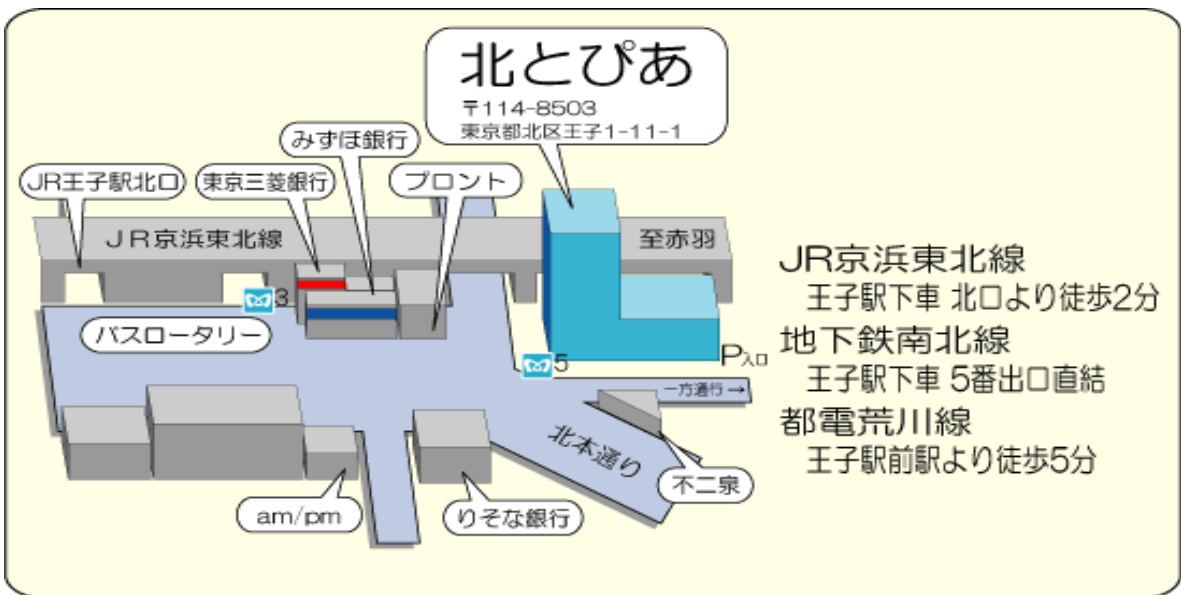 北とぴあ
〒114-8503
東京都北区王子1-11-1
みずほ銀行
JR王子駅北口
東京三菱銀行
プロント
JR京浜東北線
至赤羽
3
バスロータリー
5
P入口
一方通行→
北本通り
不二泉
am/pm
りそな銀行
JR京浜東北線
王子駅下車 北口より徒歩2分
地下鉄南北線
王子駅下車 5番出口直結
都電荒川線
王子駅前駅より徒歩5分